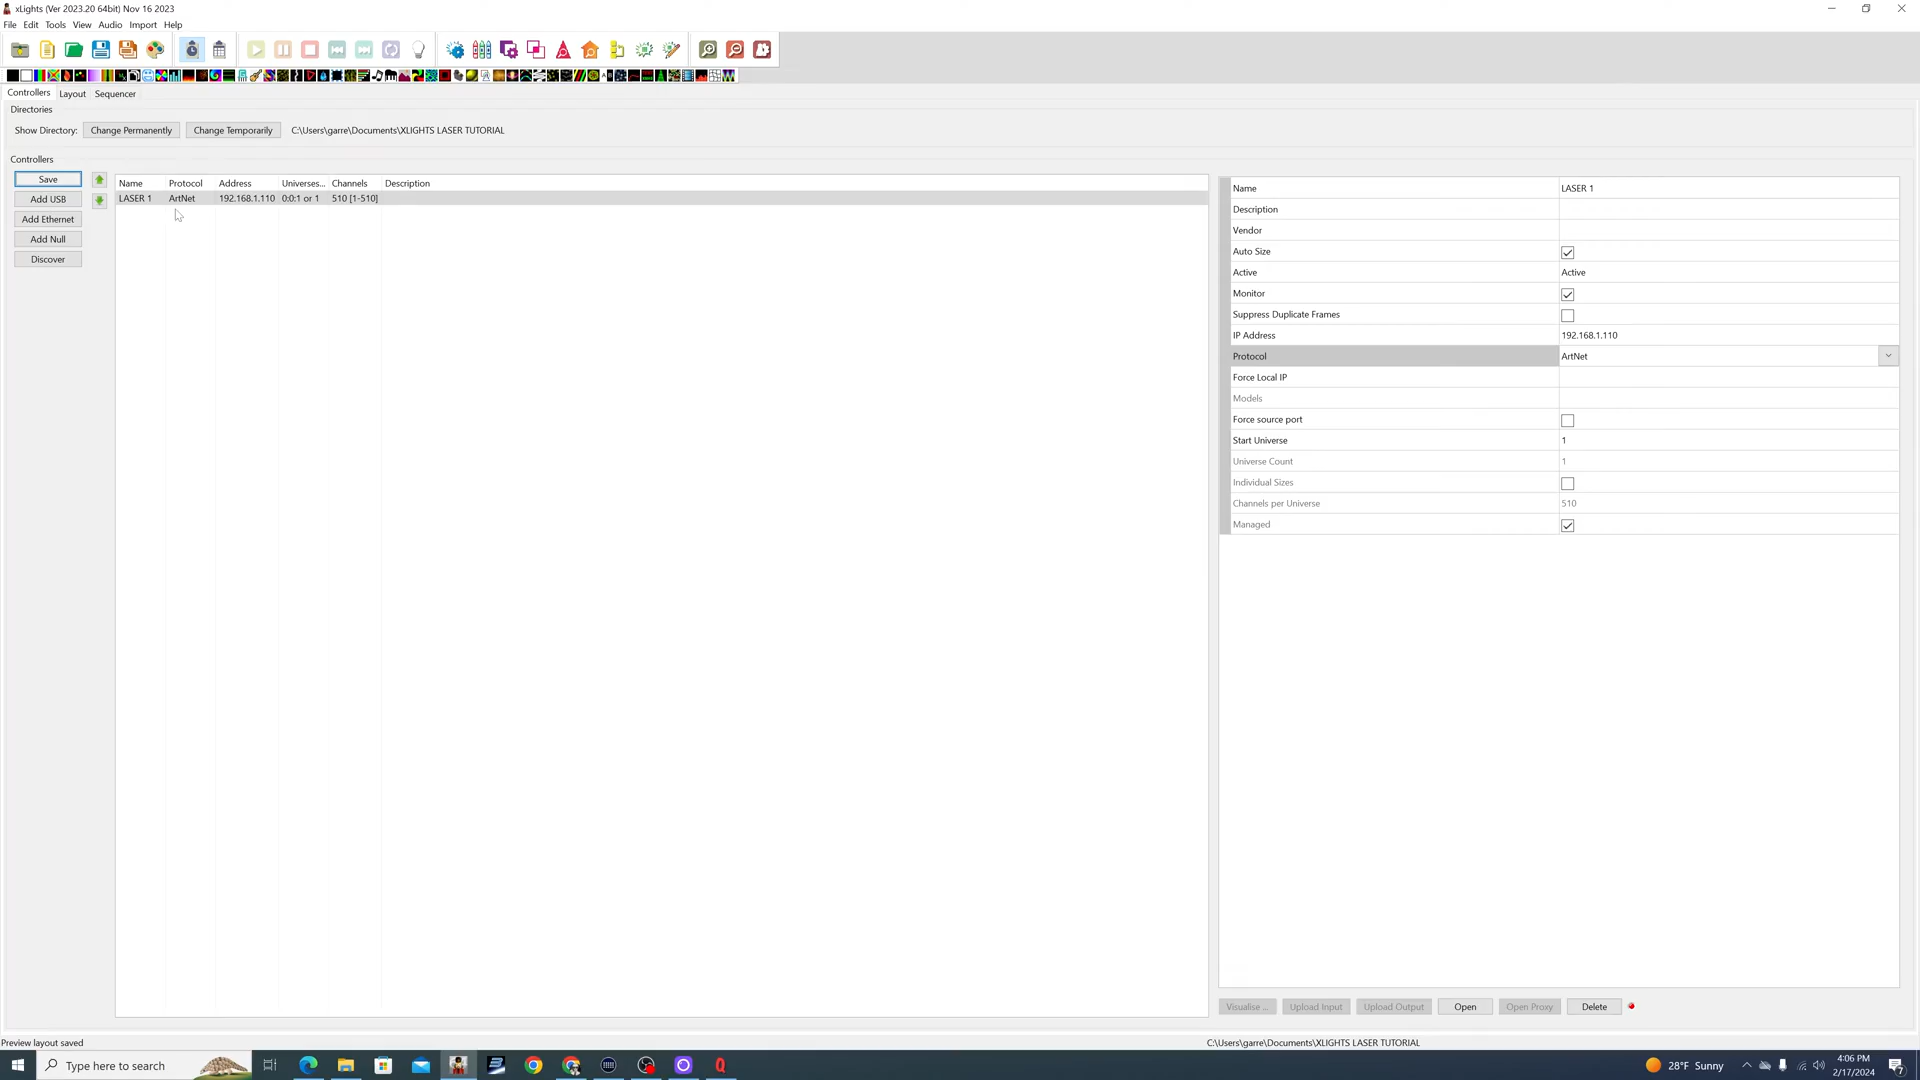 xLights (Ver 2023.20 64bit) Nov 16 2023
File Edit Tools View Audio Import Help
Controllers Layout Sequencer
Directories
Show Directory: Change Permanently Change Temporarily C:\Users\garre\Documents\XLIGHTS LASER TUTORIAL
Controllers
Save
Add USB
Add Ethernet
Add Null
Discover
Name Protocol Address Universes... Channels Description
LASER 1 ArtNet 192.168.1.110 0:0:1 or 1 510 [1-510]
Name LASER 1
Description
Vendor
Auto Size
Active Active
Monitor
Suppress Duplicate Frames
IP Address 192.168.1.110
Protocol ArtNet
Force Local IP
Models
Force source port
Start Universe 1
Universe Count 1
Individual Sizes
Channels per Universe 510
Managed
Visualise ... Upload Input Upload Output Open Open Proxy Delete
Preview layout saved C:\Users\garre\Documents\XLIGHTS LASER TUTORIAL
Type here to search 28°F Sunny 4:06 PM
2/17/2024 7